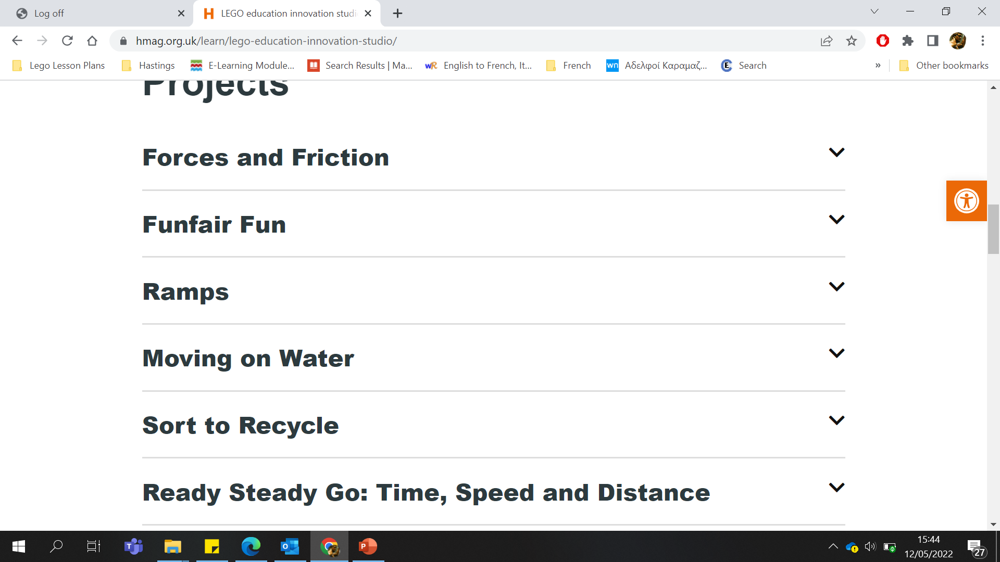 Log off
LEGO education innovation studi
hmag.org.uk/learn/lego-education-innovation-studio/
Lego Lesson Plans
Hastings
E-Learning Module...
Search Results | Ma...
English to French, It...
French
Αδελφοί Καραμαζ...
Search
»
Other bookmarks
Projects
Forces and Friction
Funfair Fun
Ramps
Moving on Water
Sort to Recycle
Ready Steady Go: Time, Speed and Distance
15:44
12/05/2022
27